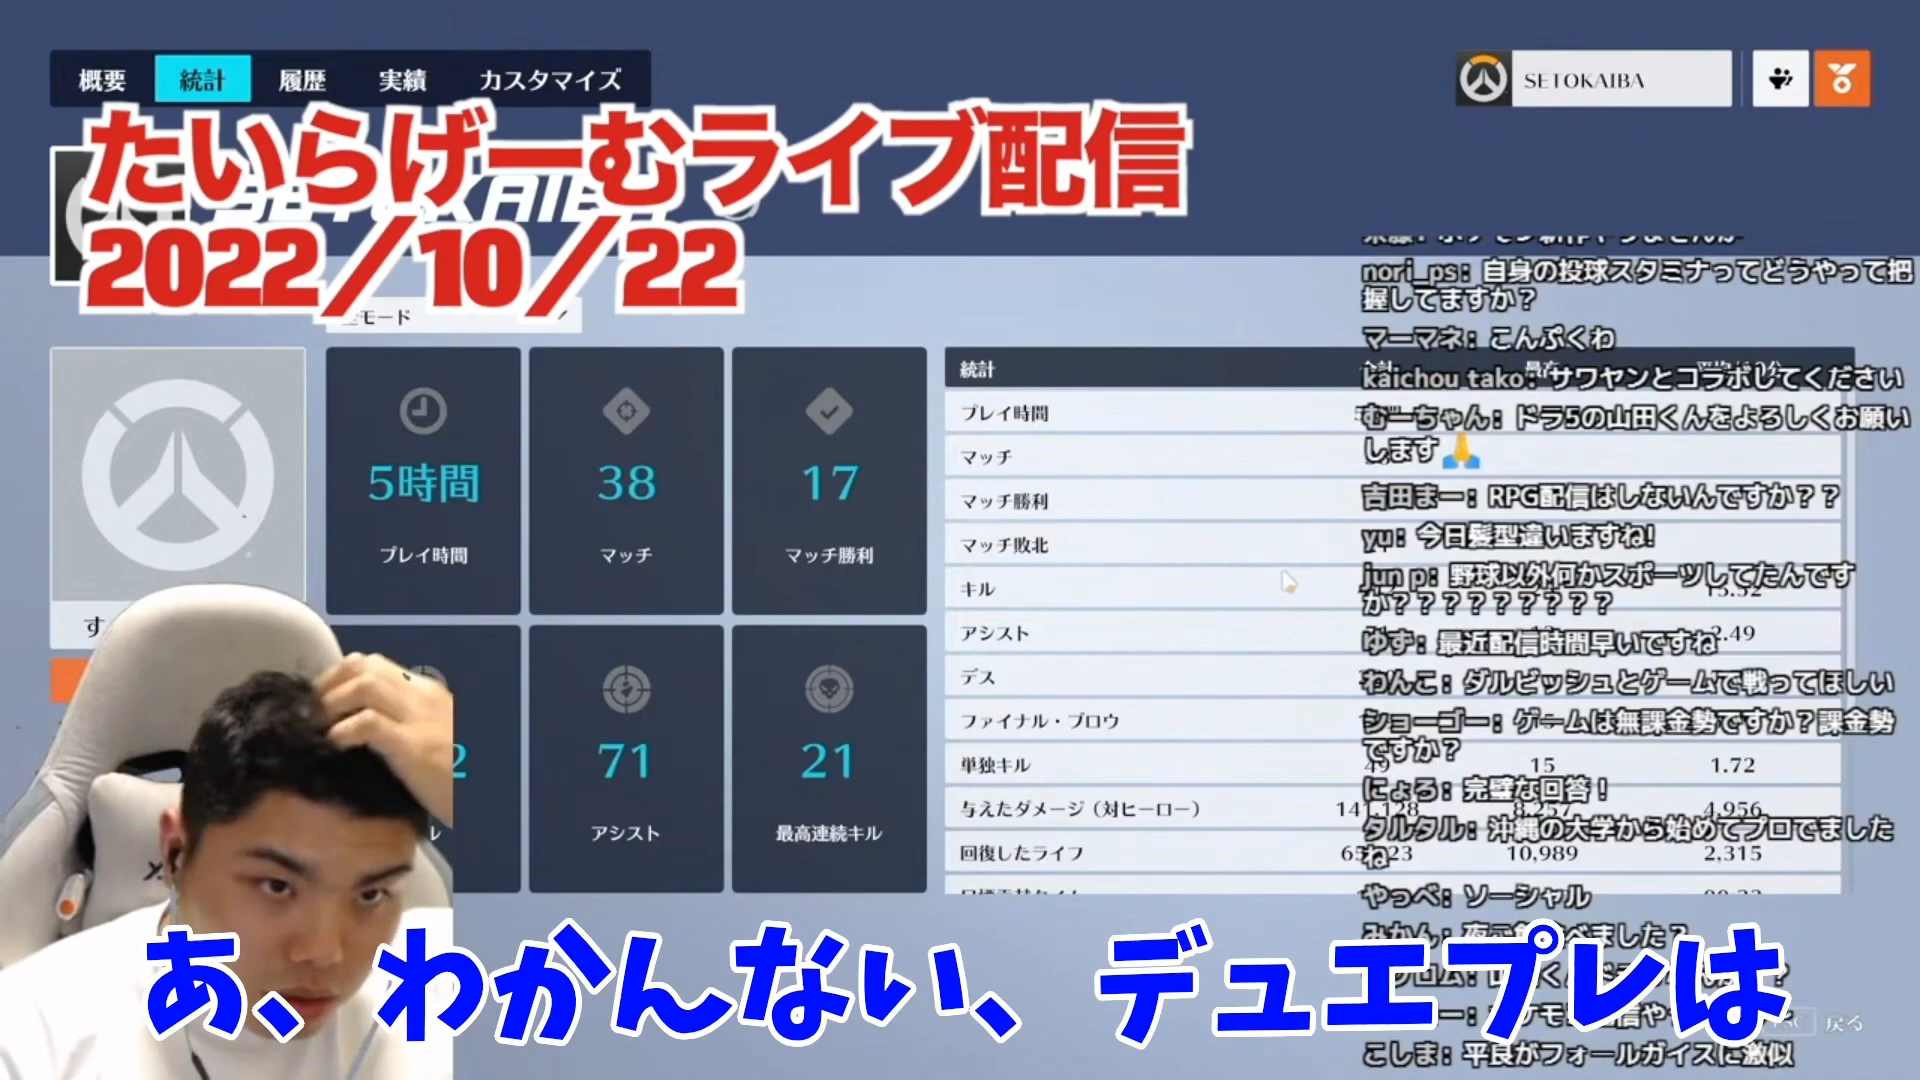 概要 統計 履歴 実績 カスタマイズ
SETOKAIBA
たいらげーむライブ配信
2022/10/22
モード
5時間
プレイ時間
38
マッチ
17
マッチ勝利
71
アシスト
21
最高連続キル
統計
プレイ時間
マッチ
マッチ勝利
マッチ敗北
キル
アシスト 2.49
デス
ファイナル・ブロウ
単独キル 49 15 1.72
与えたダメージ(対ヒーロー) 141,128 8,257 4,956
回復したライフ 10,989 2,315
nori_ps: 自身の投球スタミナってどうやって把
握してますか?
マーマネ: こんぷくわ
kaichou tako: サワヤンとコラボしてください
むーちゃん: ドラ5の山田くんをよろしくお願い
します🙏
吉田まー: RPG配信はしないんですか??
yu: 今日髪型違いますね!
jun p: 野球以外何かスポーツしてたんです
か?????????
ゆず: 最近配信時間早いですね
わんこ: ダルビッシュとゲームで戦ってほしい
ショーゴー: ゲームは無課金勢ですか?課金勢
ですか?
にょろ: 完璧な回答!
タルタル: 沖縄の大学から始めてプロでました
ね
やっべ: ソーシャル
こしま: 平良がフォールガイスに激似
戻る
あ、わかんない、デュエプレは